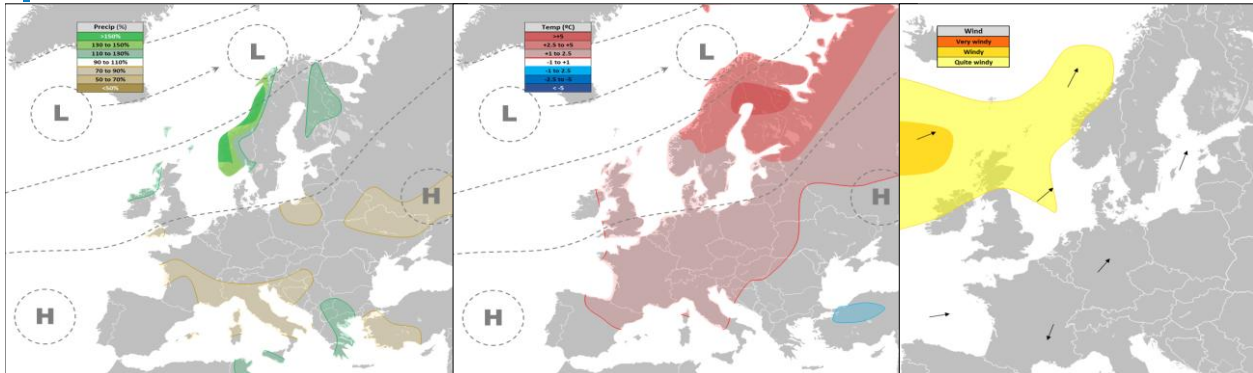 Precip (%)
>150%
130 to 150%
110 to 130%
90 to 110%
70 to 90%
50 to 70%
<50%
L
L
H
H
Temp (ºC)
>+5
+2.5 to +5
+1 to 2.5
-1 to +1
-1 to 2.5
-2.5 to -5
< -5
L
L
H
H
Wind
Very windy
Windy
Quite windy